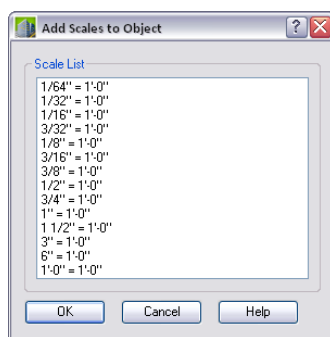 Add Scales to Object
Scale List
1/64" = 1'-0"
1/32" = 1'-0"
1/16" = 1'-0"
3/32" = 1'-0"
1/8" = 1'-0"
3/16" = 1'-0"
3/8" = 1'-0"
1/2" = 1'-0"
3/4" = 1'-0"
1" = 1'-0"
1 1/2" = 1'-0"
3" = 1'-0"
6" = 1'-0"
1'-0" = 1'-0"
OK Cancel Help